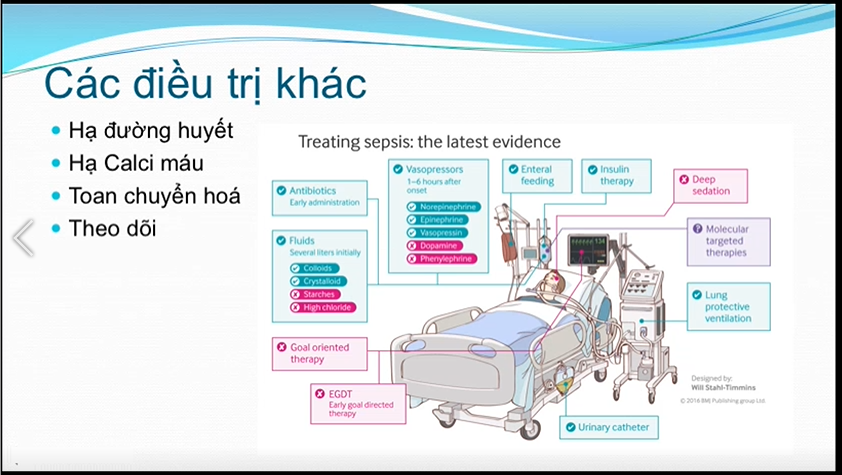 Các điều trị khác
Hạ đường huyết
Hạ Calci máu
Toan chuyển hoá
Theo dõi
Treating sepsis: the latest evidence
Antibiotics
Early administration
Fluids
Several liters initially
Colloids
Crystalloid
Starches
High chloride
Vasopressors
1–6 hours after
onset
Norepinephrine
Epinephrine
Vasopressin
Dopamine
Phenylephrine
Enteral
feeding
Insulin
therapy
Deep
sedation
Molecular
targeted
therapies
Lung
protective
ventilation
Goal oriented
therapy
EGDT
Early goal directed
therapy
Urinary catheter
Designed by:
Will Stahl-Timmins
© 2016 BMJ Publishing group Ltd.